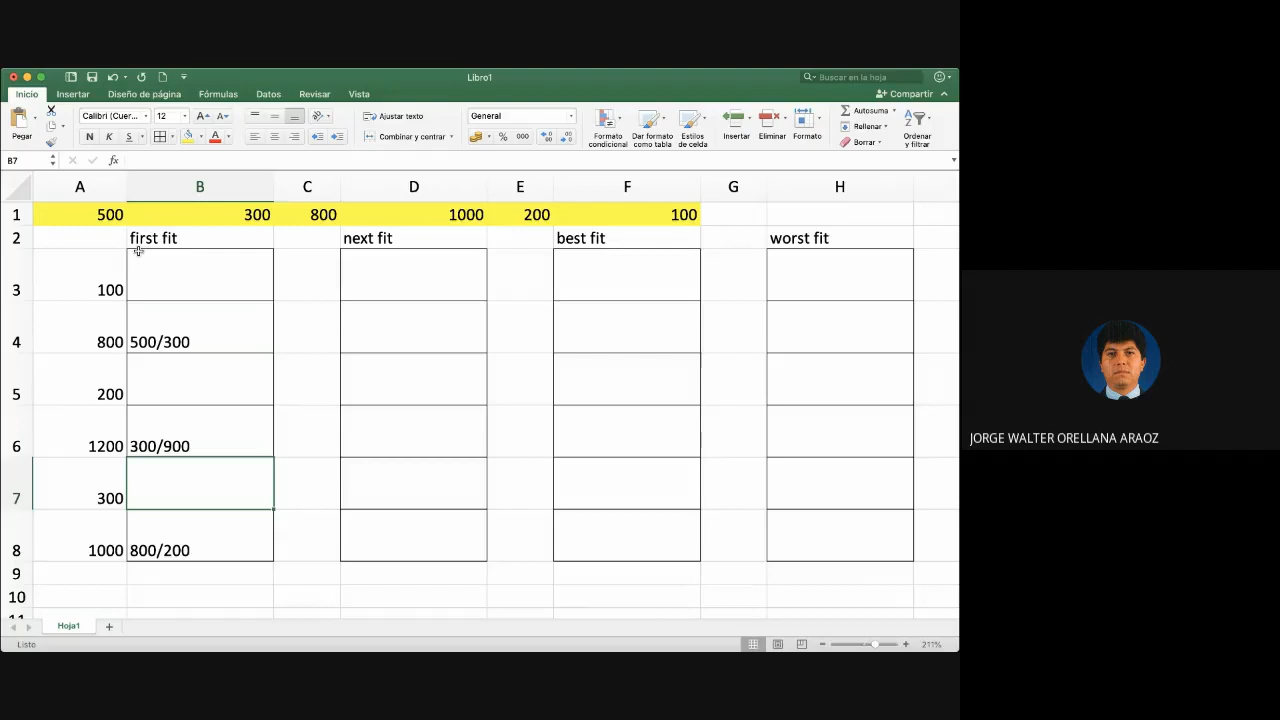 Libro1
Buscar en la hoja
Inicio Insertar Diseño de página Fórmulas Datos Revisar Vista
Compartir
Pegar
Calibri (Cuer... 12 A A
N K S A
Ajustar texto
Combinar y centrar
General
% 000
Formato condicional
Dar formato como tabla
Estilos de celda
Insertar Eliminar Formato
Autosuma
Rellenar
Borrar
Ordenar y filtrar
B7 fx
A B C D E F G H
1 500 300 800 1000 200 100
2 first fit next fit best fit worst fit
3 100
4 800 500/300
5 200
6 1200 300/900
7 300
8 1000 800/200
9
10
11
Hoja1 +
Listo
211%
JORGE WALTER ORELLANA ARAOZ